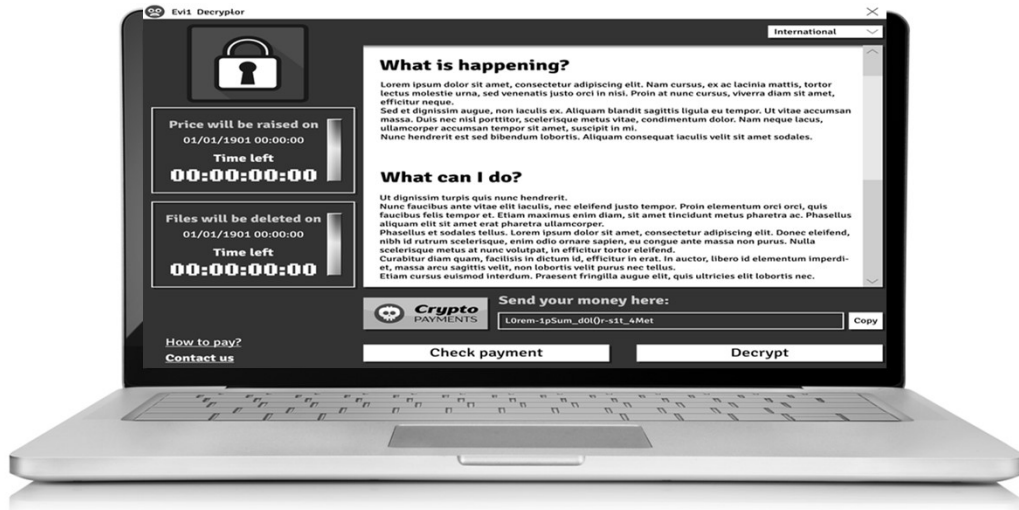 Evi1 Decryplor
International
Price will be raised on
01/01/1901 00:00:00
Time left
00:00:00:00
Files will be deleted on
01/01/1901 00:00:00
Time left
00:00:00:00
How to pay?
Contact us
What is happening?
Lorem ipsum dolor sit amet, consectetur adipiscing elit. Nam cursus, ex ac lacinia mattis, tortor
lectus molestie urna, sed venenatis justo orci in nisi. Proin at nunc cursus, viverra diam sit amet,
efficitur neque.
Sed et dignissim augue, non iaculis ex. Aliquam blandit sagittis ligula eu tempor. Ut vitae accumsan
massa. Duis nec nisl porttitor, scelerisque metus vitae, condimentum dolor. Nam neque lacus,
ullamcorper accumsan tempor sit amet, suscipit in mi.
Nunc hendrerit est sed bibendum lobortis. Aliquam consequat iaculis velit sit amet sodales.
What can I do?
Ut dignissim turpis quis nunc hendrerit.
Nunc faucibus ante vitae elit iaculis, nec eleifend justo tempor. Proin elementum orci orci, quis
faucibus felis tempor et. Etiam maximus enim diam, sit amet tincidunt metus pharetra ac. Phasellus
aliquam elit sit amet erat pharetra ullamcorper.
Phasellus et sodales tellus. Lorem ipsum dolor sit amet, consectetur adipiscing elit. Donec eleifend,
nibh id rutrum scelerisque, enim odio ornare sapien, eu congue ante massa non purus. Nulla
scelerisque metus at nunc volutpat, in efficitur tortor eleifend.
Curabitur diam quam, facilisis in dictum id, efficitur in erat. In auctor, libero id elementum imperdi-
et, massa arcu sagittis velit, non lobortis velit purus nec tellus.
Etiam cursus euismod interdum. Praesent fringilla augue elit, quis ultricies elit lobortis nec.
Crypto
PAYMENTS
Send your money here:
L0rem-1pSum_d0l()r-s1t_4Met
Copy
Check payment
Decrypt